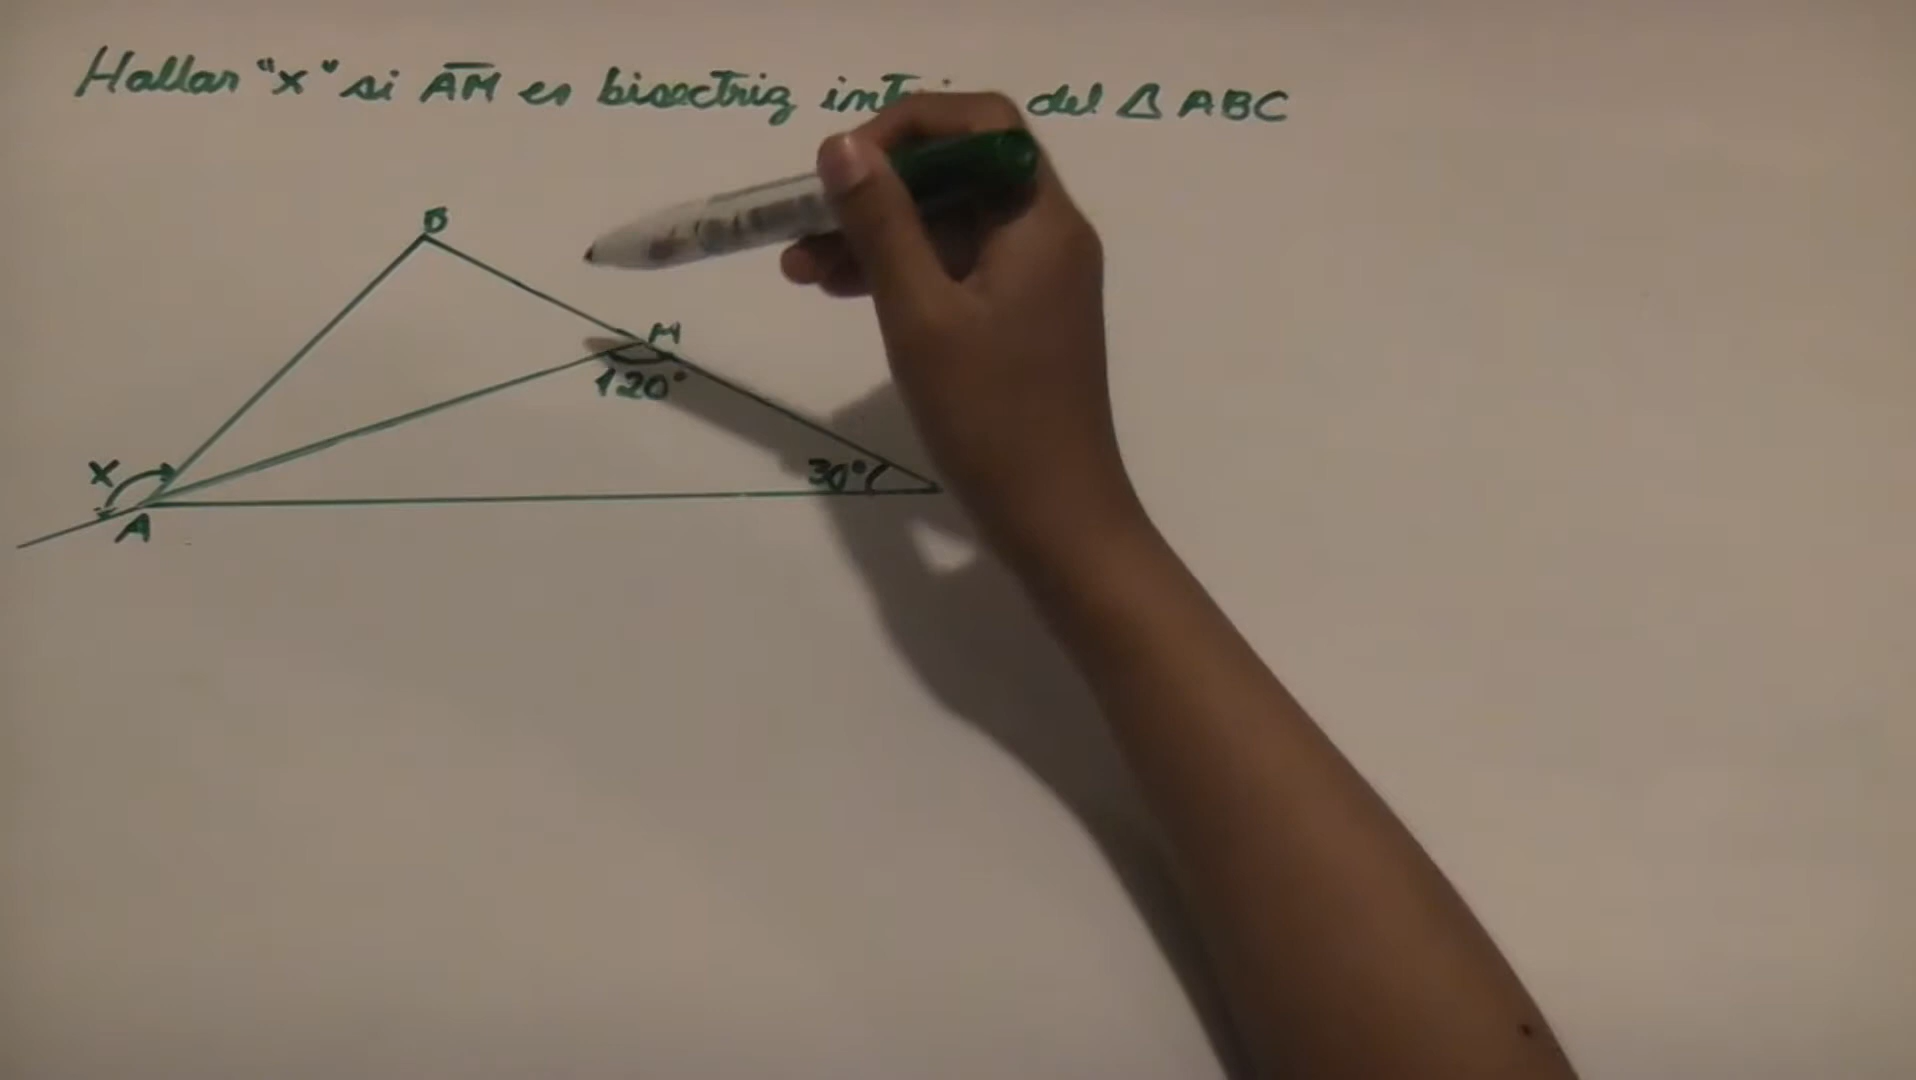 Hallar "x" si AM es bisectriz del Δ ABC
B
M
120°
X
30°
A